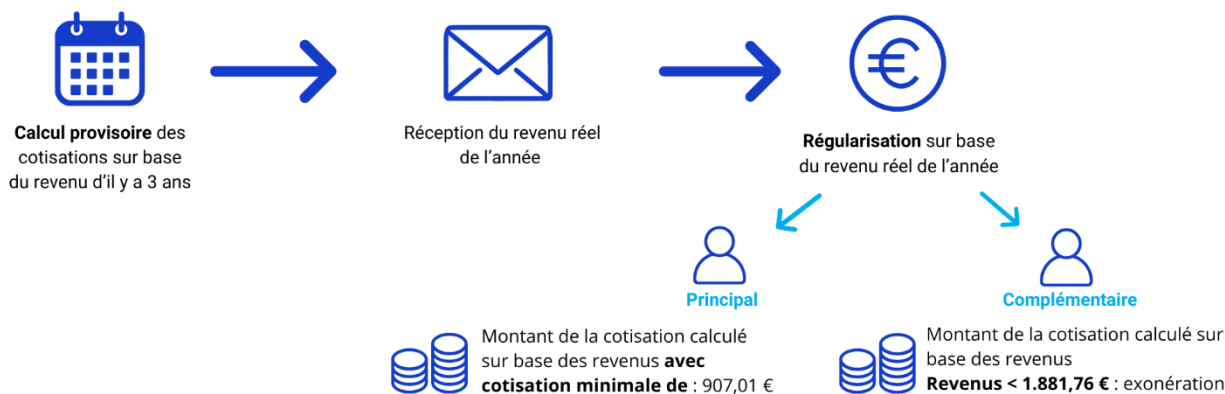 Calcul provisoire des
cotisations sur base
du revenu d'il y a 3 ans
Réception du revenu réel
de l'année
Régularisation sur base
du revenu réel de l'année
Principal
Montant de la cotisation calculé
sur base des revenus avec
cotisation minimale de : 907,01 €
Complémentaire
Montant de la cotisation calculé sur
base des revenus
Revenus < 1.881,76 € : exonération